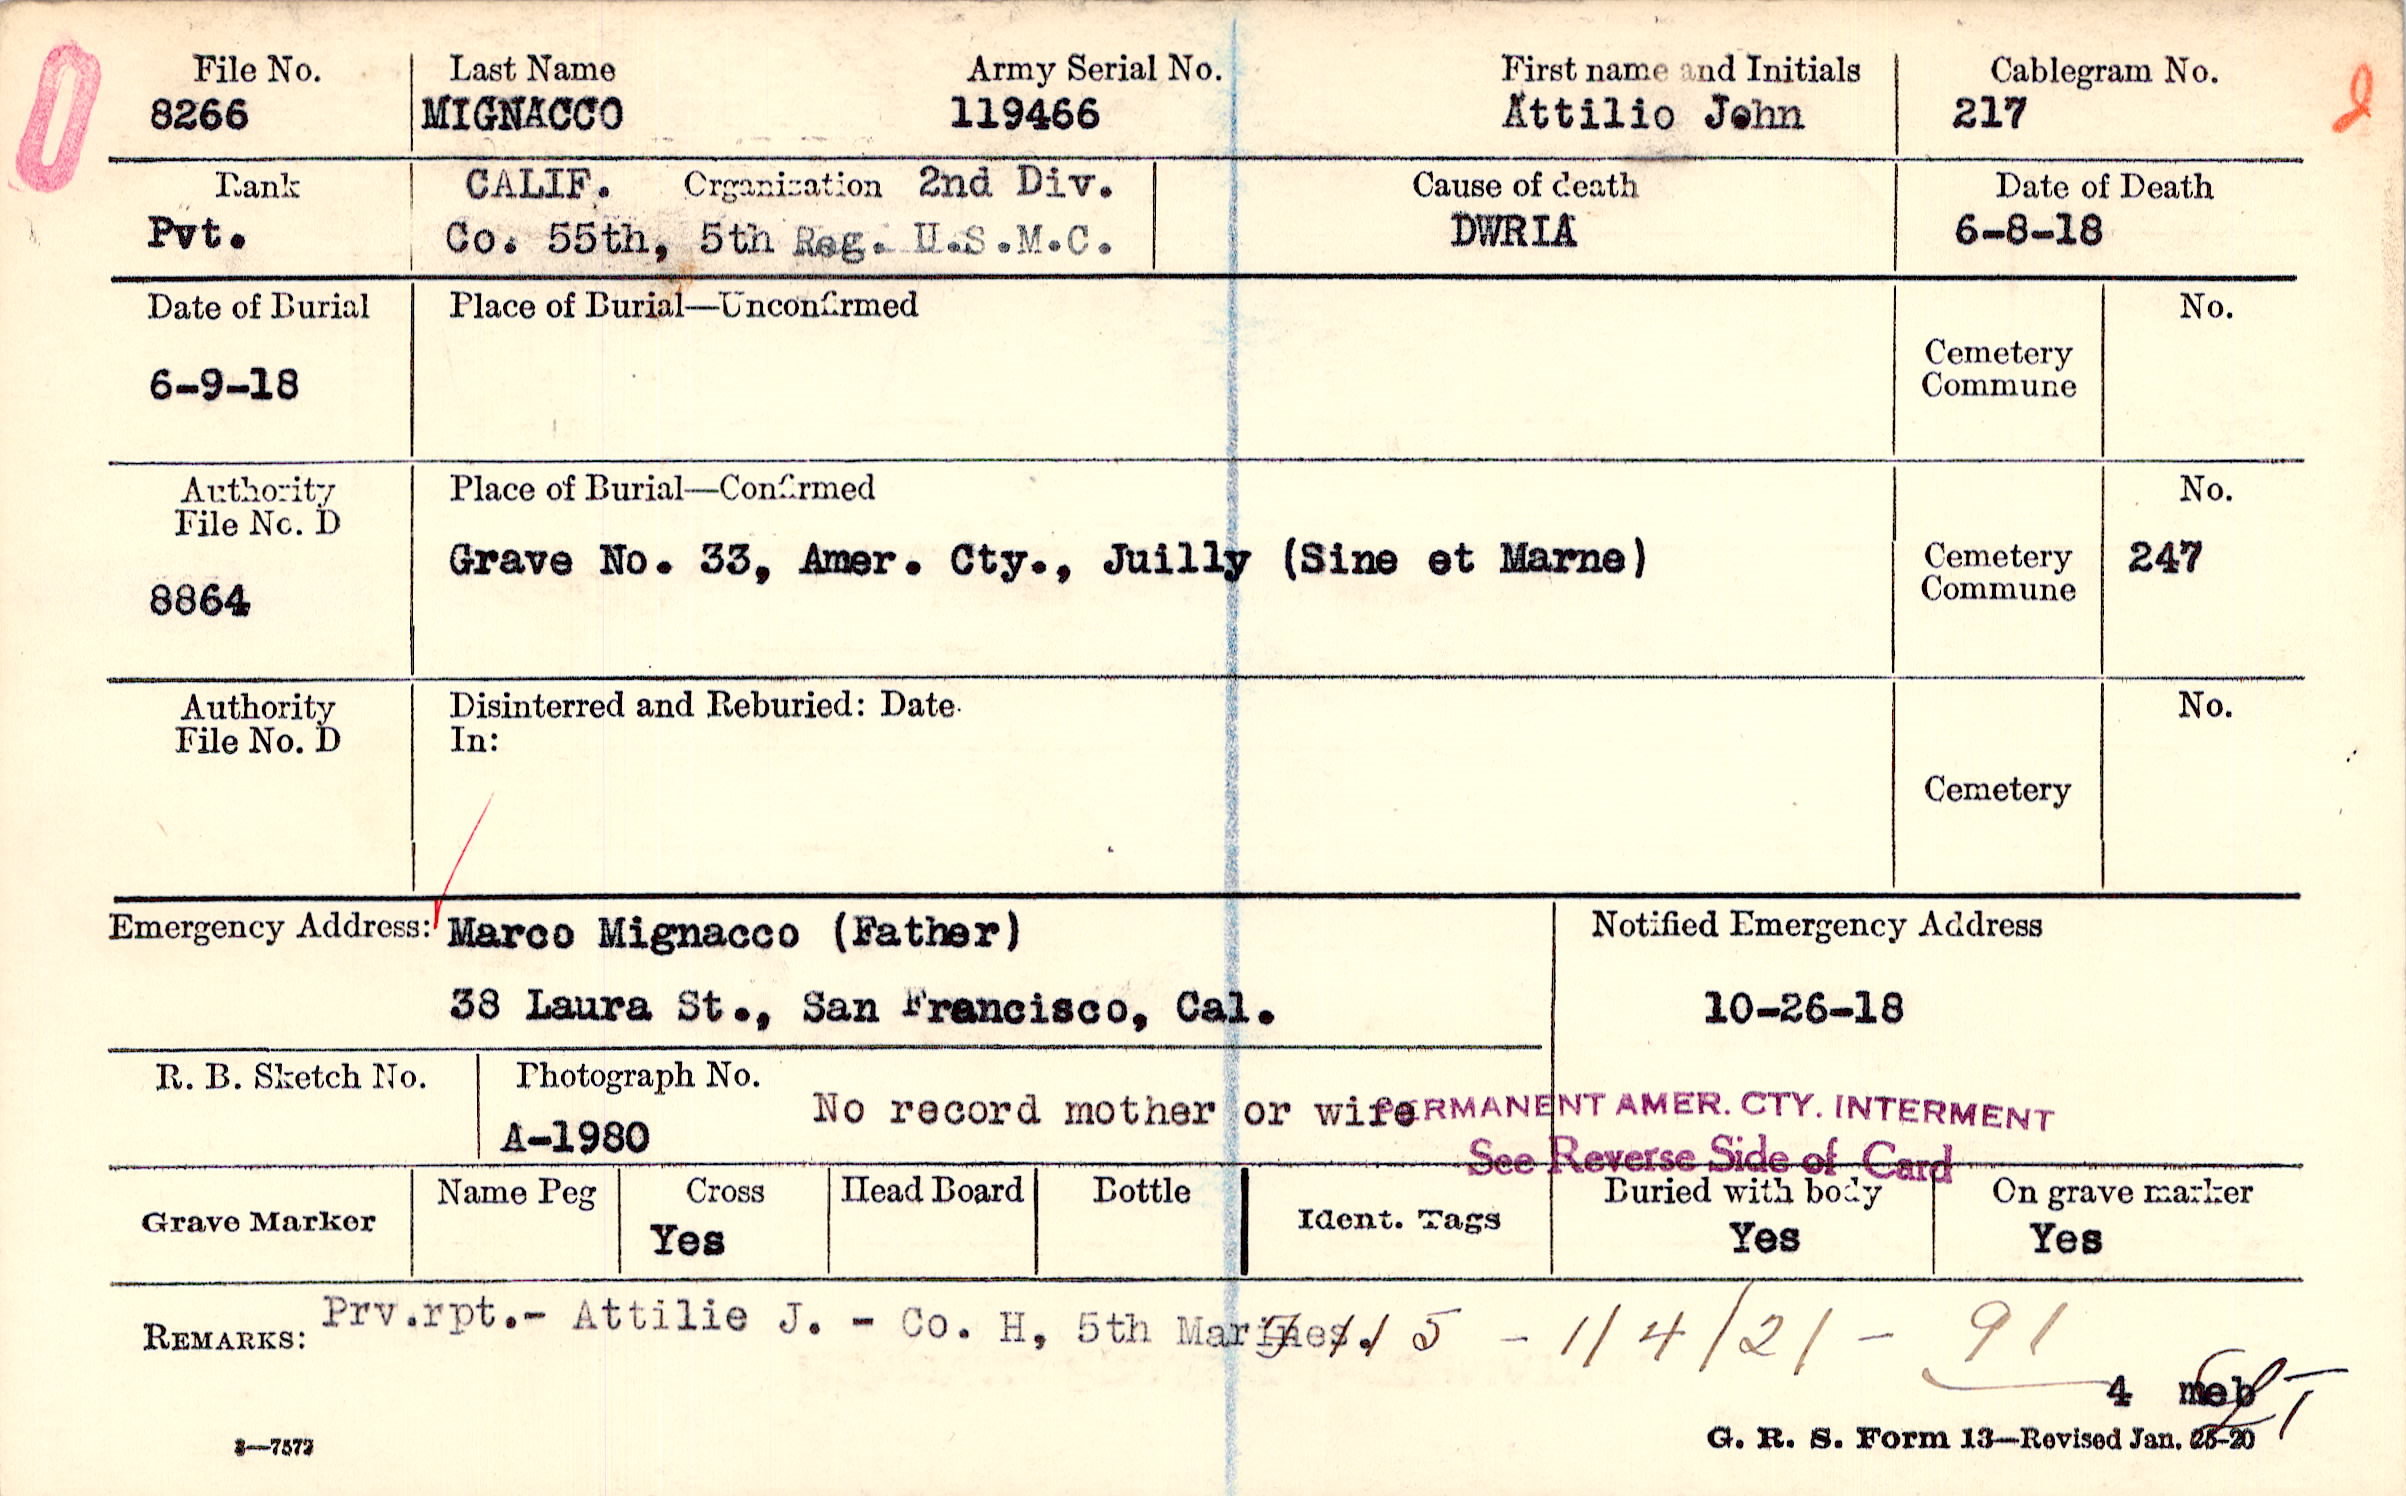 File No. Last Name Army Serial No. First name and Initials Cablegram No.
8266 MIGNACCO 119466 Attilio John 217
Rank CALIF. Organization 2nd Div. Cause of death Date of Death
Pvt. Co. 55th, 5th Reg. U.S.M.C. DWRIA 6-8-18
Date of Burial Place of Burial—Unconfirmed No.
Cemetery
Commune
6-9-18
Authority Place of Burial—Confirmed No.
File No. D
Grave No. 33, Amer. Cty., Juilly (Sine et Marne) Cemetery 247
Commune
8864
Authority Disinterred and Reburied: Date No.
File No. D In:
Cemetery
Emergency Address: Marco Mignacco (Father) Notified Emergency Address
38 Laura St., San Francisco, Cal. 10-26-18
R. B. Sketch No. Photograph No.
No record mother or wife PERMANENT AMER. CTY. INTERMENT
A-1980
See Reverse Side of Card
Grave Marker Name Peg Cross Head Board Bottle Ident. Tags Buried with body On grave marker
Yes Yes Yes
REMARKS: Prv.rpt.- Attilie J. - Co. H, 5th Marines. 5 - 1/4/21 - 91
4 meb
3—7573 G. R. S. Form 13—Revised Jan. 25-20